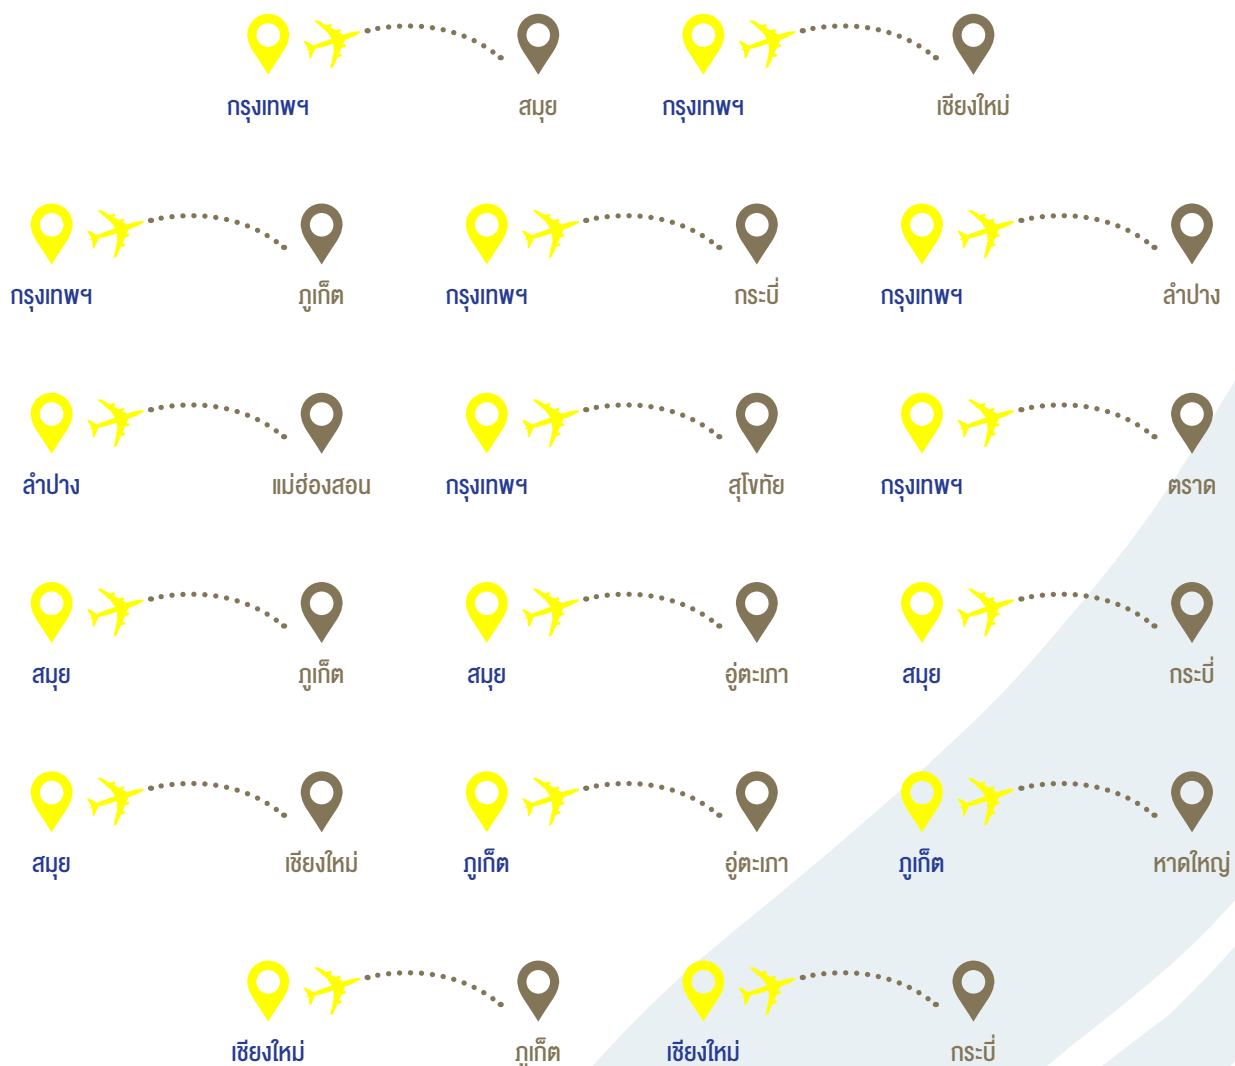 กรุงเทพฯ สมุย กรุงเทพฯ เชียงใหม่
กรุงเทพฯ ภูเก็ต กรุงเทพฯ กระบี่ กรุงเทพฯ ลำปาง
ลำปาง แม่ฮ่องสอน กรุงเทพฯ สุโขทัย กรุงเทพฯ ตราด
สมุย ภูเก็ต สมุย อู่ตะเภา สมุย กระบี่
สมุย เชียงใหม่ ภูเก็ต อู่ตะเภา ภูเก็ต หาดใหญ่
เชียงใหม่ ภูเก็ต เชียงใหม่ กระบี่